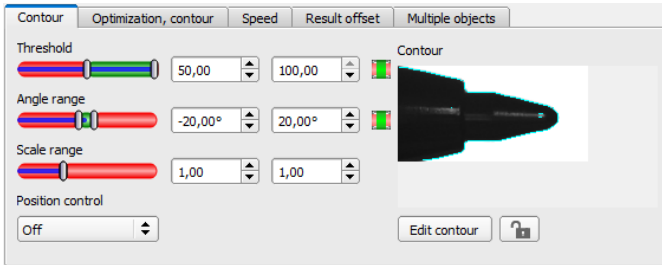 Contour Optimization, contour Speed Result offset Multiple objects
Threshold Contour
50,00 100,00
Angle range
-20,00° 20,00°
Scale range
1,00 1,00
Position control
Off Edit contour